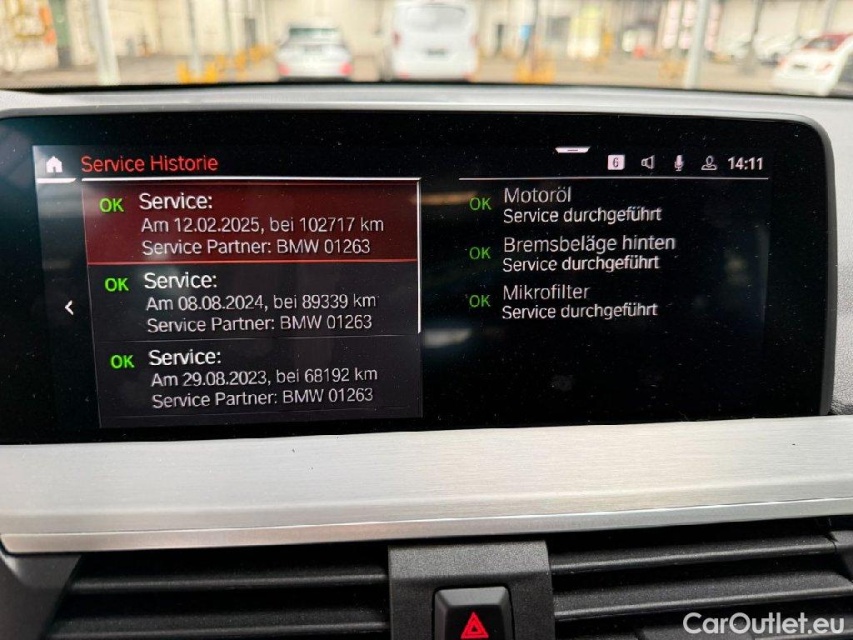 Service Historie
6
14:11
OK Service:
Am 12.02.2025, bei 102717 km
Service Partner: BMW 01263
OK Service:
Am 08.08.2024, bei 89339 km
Service Partner: BMW 01263
OK Service:
Am 29.08.2023, bei 68192 km
Service Partner: BMW 01263
OK Motoröl
Service durchgeführt
OK Bremsbeläge hinten
Service durchgeführt
OK Mikrofilter
Service durchgeführt
CarOutlet.eu